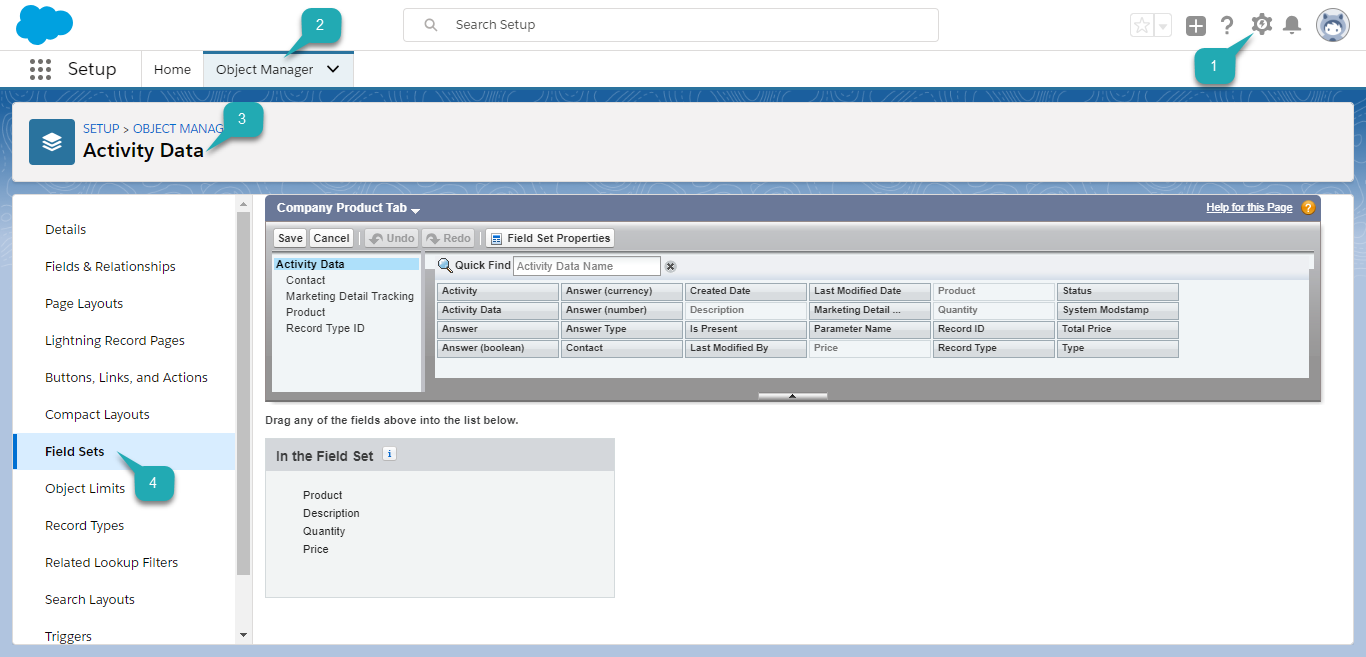 2
Search Setup
1
Setup
Home
Object Manager
3
SETUP > OBJECT MANAG
Activity Data
Details
Fields & Relationships
Page Layouts
Lightning Record Pages
Buttons, Links, and Actions
Compact Layouts
Field Sets
4
Object Limits
Record Types
Related Lookup Filters
Search Layouts
Triggers
Company Product Tab
Help for this Page ?
Save Cancel Undo Redo Field Set Properties
Activity Data
Contact
Marketing Detail Tracking
Product
Record Type ID
Quick Find Activity Data Name
Activity Answer (currency) Created Date Last Modified Date Product Status
Activity Data Answer (number) Description Marketing Detail ... Quantity System Modstamp
Answer Answer Type Is Present Parameter Name Record ID Total Price
Answer (boolean) Contact Last Modified By Price Record Type Type
Drag any of the fields above into the list below.
In the Field Set i
Product
Description
Quantity
Price